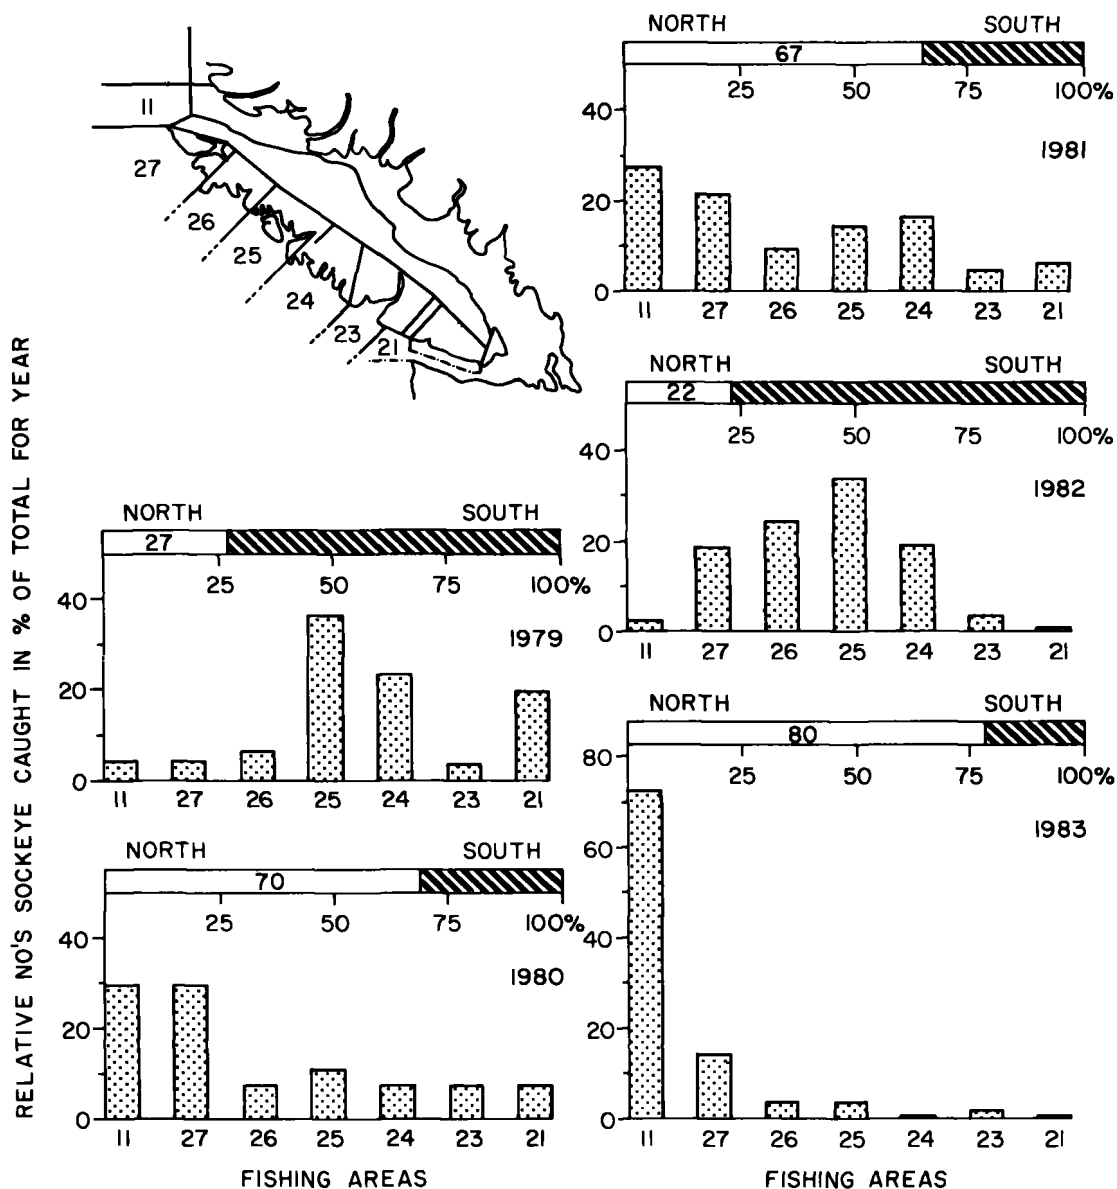 RELATIVE NO'S SOCKEYE CAUGHT IN % OF TOTAL FOR YEAR
11
27
26
25
24
23
21
NORTH SOUTH
27
25 50 75 100%
40
20
0
1979
11 27 26 25 24 23 21
NORTH SOUTH
70
25 50 75 100%
40
20
0
1980
11 27 26 25 24 23 21
FISHING AREAS
NORTH SOUTH
67
25 50 75 100%
40
20
0
1981
11 27 26 25 24 23 21
NORTH SOUTH
22
25 50 75 100%
40
20
0
1982
11 27 26 25 24 23 21
NORTH SOUTH
80
25 50 75 100%
80
60
40
20
0
1983
11 27 26 25 24 23 21
FISHING AREAS